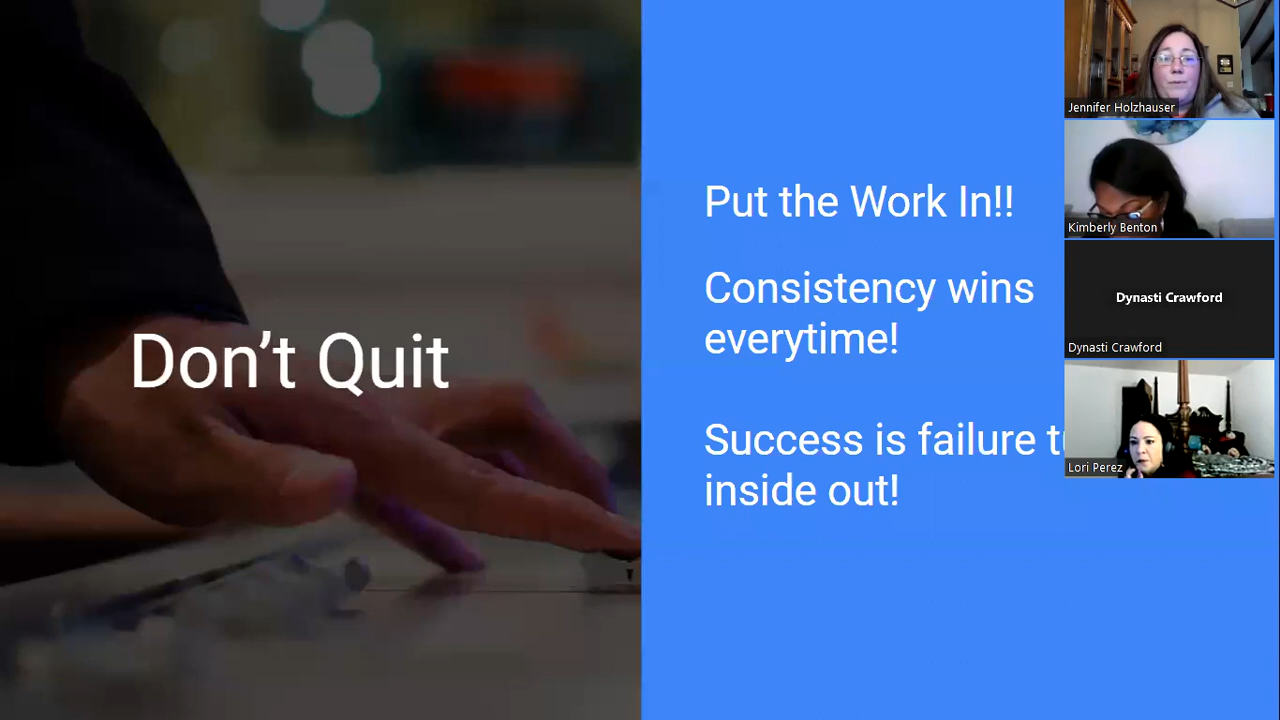 Don’t Quit
Put the Work In!!
Consistency wins
everytime!
Success is failure
inside out!
Jennifer Holzhauser
Kimberly Benton
Dynasti Crawford
Dynasti Crawford
Lori Perez